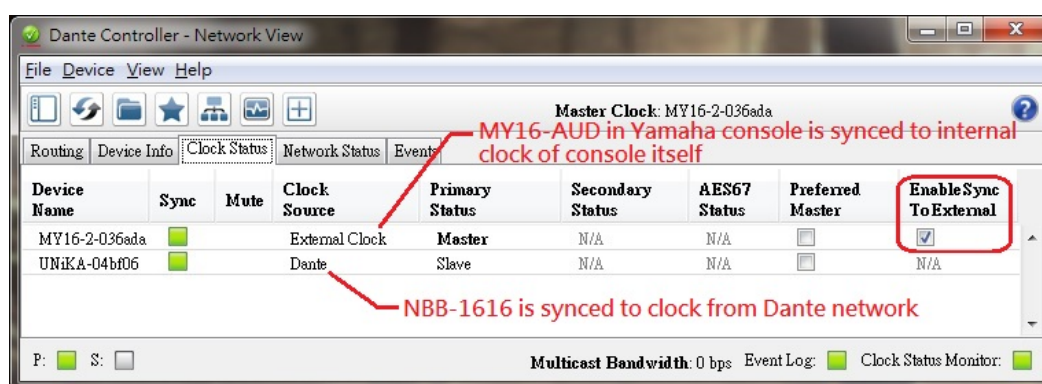 Dante Controller - Network View
File Device View Help
Master Clock: MY16-2-036ada
MY16-AUD in Yamaha console is synced to internal
clock of console itself
Routing Device Info Clock Status Network Status Events
Device Name Sync Mute Clock Source Primary Status Secondary Status AES67 Status Preferred Master Enable Sync To External
MY16-2-036ada External Clock Master N/A N/A
UNiKA-04bf06 Dante Slave N/A N/A N/A
NBB-1616 is synced to clock from Dante network
P: S: Multicast Bandwidth: 0 bps Event Log: Clock Status Monitor: